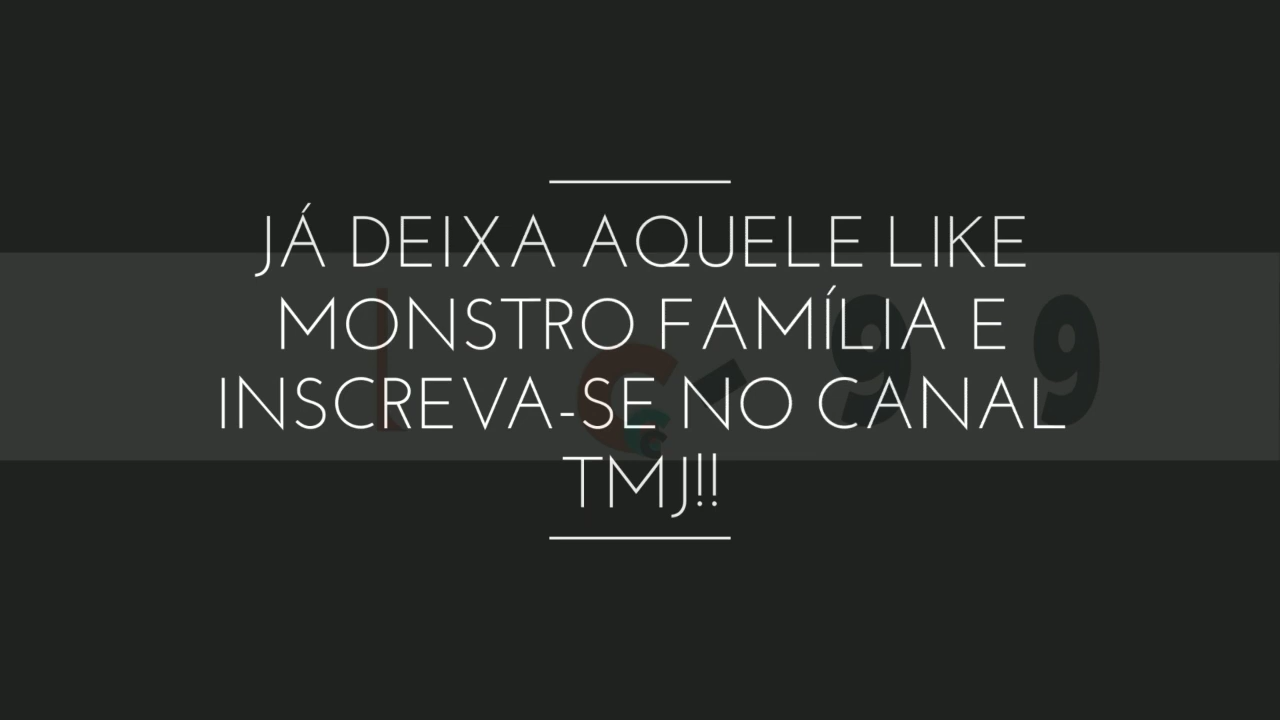 JÁ DEIXA AQUELE LIKE
MONSTRO FAMÍLIA E
INSCREVA-SE NO CANAL
TMJ!!